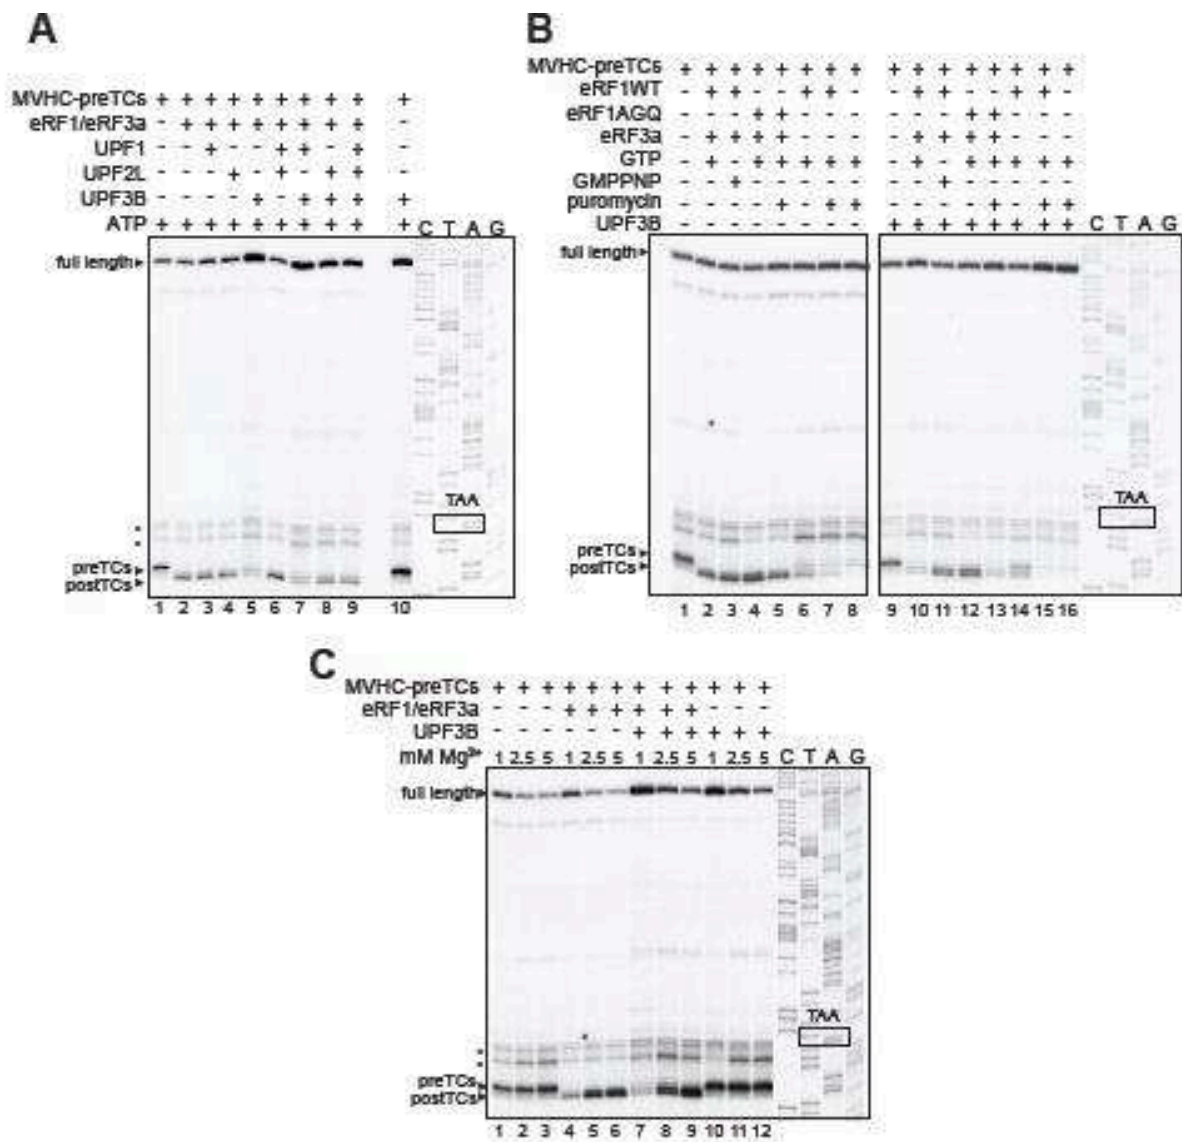 A
MVHC-preTCs + + + + + + + + + +
eRF1/eRF3a - + + + + + + + + -
UPF1 - - + - - + + - + -
UPF2L - - - + - + - + + -
UPF3B - - - - + - + + + +
ATP + + + + + + + + + + C T A G
full length
TAA
preTCs
postTCs
1 2 3 4 5 6 7 8 9 10
B
MVHC-preTCs + + + + + + + + + + + + + + + +
eRF1WT - + + - - + + - - + + - - + + -
eRF1AGQ - - - + + - - - - - - + + - - -
eRF3a - + + + + - - - - + + + + - - -
GTP - + - + + + + + - + - + + + + +
GMPPNP - - + - - - - - - - + - - - - -
puromycin - - - - + - + + - - - - + - + +
UPF3B - - - - - - - - + + + + + + + + C T A G
full length
TAA
preTCs
postTCs
1 2 3 4 5 6 7 8 9 10 11 12 13 14 15 16
C
MVHC-preTCs + + + + + + + + + + + +
eRF1/eRF3a - - - + + + + + + - - -
UPF3B - - - - - - + + + + + +
mM Mg²⁺ 1 2.5 5 1 2.5 5 1 2.5 5 1 2.5 5 C T A G
full length
TAA
preTCs
postTCs
1 2 3 4 5 6 7 8 9 10 11 12